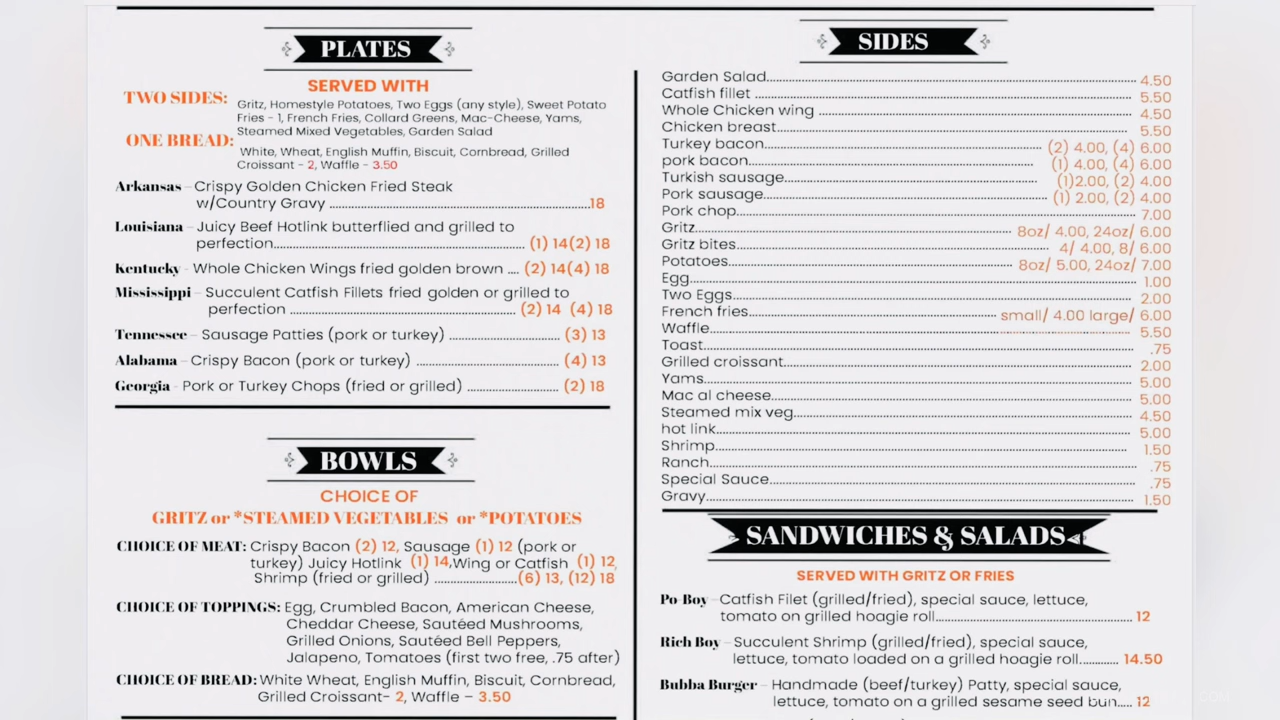 PLATES
SERVED WITH
TWO SIDES: Gritz, Homestyle Potatoes, Two Eggs (any style), Sweet Potato
Fries - 1, French Fries, Collard Greens, Mac-Cheese, Yams,
Steamed Mixed Vegetables, Garden Salad
ONE BREAD: White, Wheat, English Muffin, Biscuit, Cornbread, Grilled
Croissant - 2, Waffle - 3.50
Arkansas - Crispy Golden Chicken Fried Steak
w/Country Gravy 18
Louisiana - Juicy Beef Hotlink butterflied and grilled to
perfection (1) 14(2) 18
Kentucky - Whole Chicken Wings fried golden brown .... (2) 14(4) 18
Mississippi - Succulent Catfish Fillets fried golden or grilled to
perfection (2) 14 (4) 18
Tennessee - Sausage Patties (pork or turkey) (3) 13
Alabama - Crispy Bacon (pork or turkey) (4) 13
Georgia - Pork or Turkey Chops (fried or grilled) (2) 18
BOWLS
CHOICE OF
GRITZ or *STEAMED VEGETABLES or *POTATOES
CHOICE OF MEAT: Crispy Bacon (2) 12, Sausage (1) 12 (pork or
turkey) Juicy Hotlink (1) 14,Wing or Catfish (1) 12,
Shrimp (fried or grilled) (6) 13, (12) 18
CHOICE OF TOPPINGS: Egg, Crumbled Bacon, American Cheese,
Cheddar Cheese, Sautéed Mushrooms,
Grilled Onions, Sautéed Bell Peppers,
Jalapeno, Tomatoes (first two free, .75 after)
CHOICE OF BREAD: White Wheat, English Muffin, Biscuit, Cornbread,
Grilled Croissant- 2, Waffle – 3.50
SIDES
Garden Salad 4.50
Catfish fillet 5.50
Whole Chicken wing 4.50
Chicken breast 5.50
Turkey bacon (2) 4.00, (4) 6.00
pork bacon (1) 4.00, (4) 6.00
Turkish sausage (1)2.00, (2) 4.00
Pork sausage (1) 2.00, (2) 4.00
Pork chop 7.00
Gritz 8oz/ 4.00, 24oz/ 6.00
Gritz bites 4/ 4.00, 8/ 6.00
Potatoes 8oz/ 5.00, 24oz/ 7.00
Egg 1.00
Two Eggs 2.00
French fries small/ 4.00 large/ 6.00
Waffle 5.50
Toast .75
Grilled croissant 2.00
Yams 5.00
Mac al cheese 5.00
Steamed mix veg 4.50
hot link 5.00
Shrimp 1.50
Ranch .75
Special Sauce .75
Gravy 1.50
SANDWICHES & SALADS
SERVED WITH GRITZ OR FRIES
Po-Boy - Catfish Filet (grilled/fried), special sauce, lettuce,
tomato on grilled hoagie roll 12
Rich Boy - Succulent Shrimp (grilled/fried), special sauce,
lettuce, tomato loaded on a grilled hoagie roll 14.50
Bubba Burger - Handmade (beef/turkey) Patty, special sauce,
lettuce, tomato on a grilled sesame seed bun..... 12